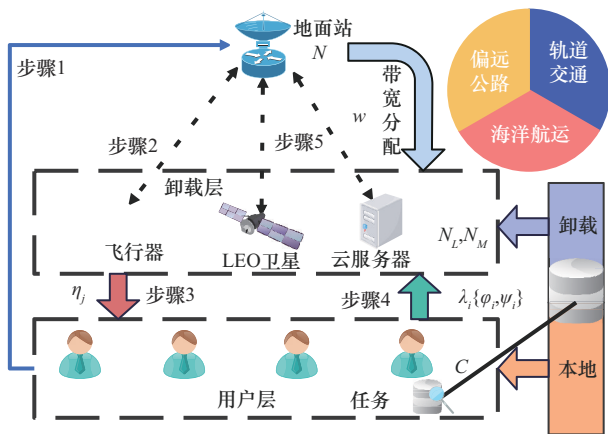 步骤1
地面站
N
带宽分配
w
偏远
公路
轨道
交通
海洋航运
步骤2
步骤5
卸载层
飞行器
LEO卫星
云服务器
N_L,N_M
卸载
η_j
步骤3
步骤4
λ_i{φ_i,ψ_i}
C
本地
用户层
任务